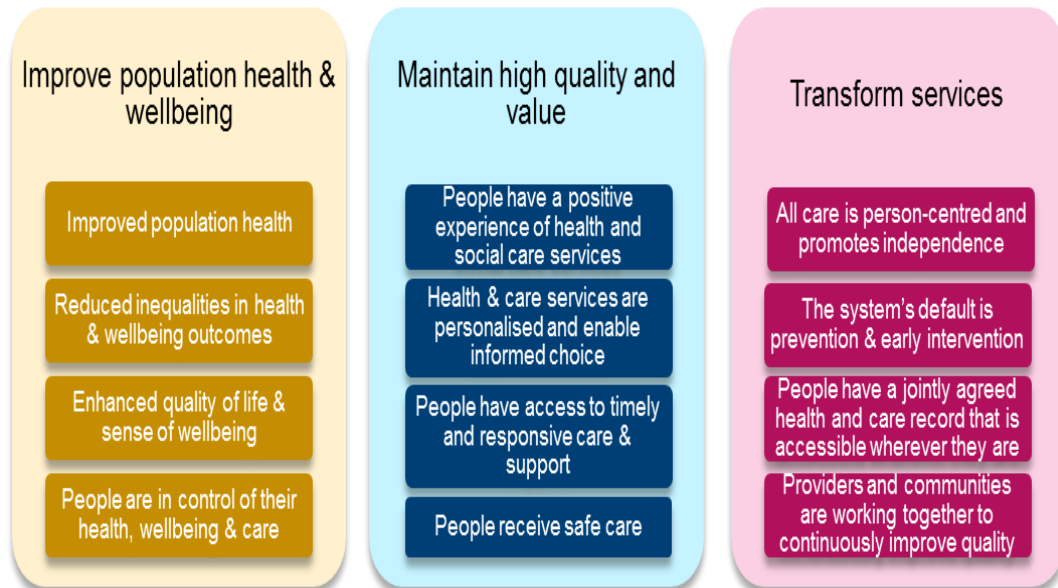 Improve population health &
wellbeing
Improved population health
Reduced inequalities in health
& wellbeing outcomes
Enhanced quality of life &
sense of wellbeing
People are in control of their
health, wellbeing & care
Maintain high quality and
value
People have a positive
experience of health and
social care services
Health & care services are
personalised and enable
informed choice
People have access to timely
and responsive care &
support
People receive safe care
Transform services
All care is person-centred and
promotes independence
The system’s default is
prevention & early intervention
People have a jointly agreed
health and care record that is
accessible wherever they are
Providers and communities
are working together to
continuously improve quality